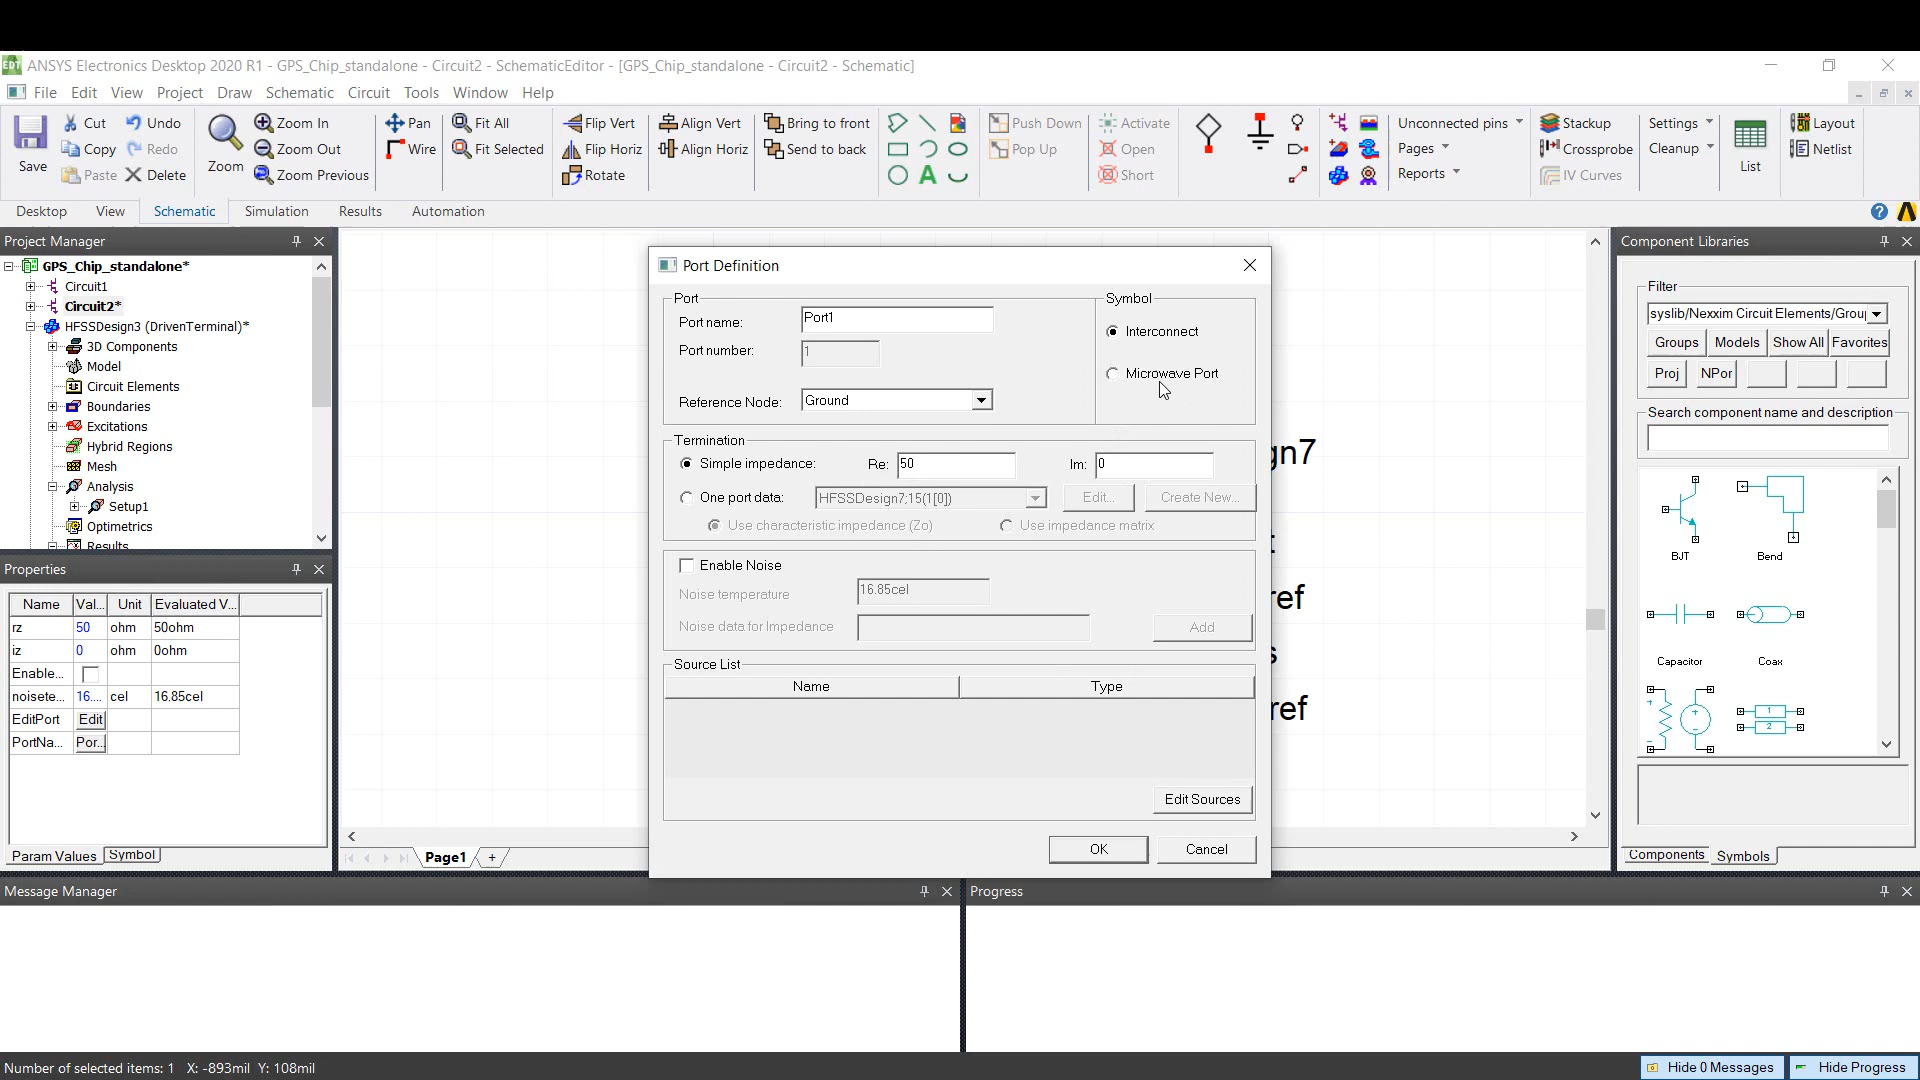 EDT ANSYS Electronics Desktop 2020 R1 - GPS_Chip_standalone - Circuit2 - SchematicEditor - [GPS_Chip_standalone - Circuit2 - Schematic]
File Edit View Project Draw Schematic Circuit Tools Window Help
Save
Cut
Copy
Paste
Undo
Redo
Delete
Zoom
Zoom In
Zoom Out
Zoom Previous
Pan
Wire
Fit All
Fit Selected
Flip Vert
Flip Horiz
Rotate
Align Vert
Align Horiz
Bring to front
Send to back
Push Down
Pop Up
Activate
Open
Short
Unconnected pins
Pages
Reports
Stackup
Crossprobe
IV Curves
Settings
Cleanup
List
Layout
Netlist
Desktop View Schematic Simulation Results Automation
Project Manager
GPS_Chip_standalone*
Circuit1
Circuit2*
HFSSDesign3 (DrivenTerminal)*
3D Components
Model
Circuit Elements
Boundaries
Excitations
Hybrid Regions
Mesh
Analysis
Setup1
Optimetrics
Results
Properties
Name Val... Unit Evaluated V...
rz 50 ohm 50ohm
iz 0 ohm 0ohm
Enable...
noisete... 16.... cel 16.85cel
EditPort Edit
PortNa... Por...
Param Values Symbol
Port Definition
Port
Port name: Port1
Port number: 1
Reference Node: Ground
Symbol
Interconnect
Microwave Port
Termination
Simple impedance: Re: 50 Im: 0
One port data: HFSSDesign7;15(1[0]) Edit... Create New...
Use characteristic impedance (Zo) Use impedance matrix
Enable Noise
Noise temperature 16.85cel
Noise data for Impedance Add
Source List
Name Type
Edit Sources
OK Cancel
gn7
t
ref
s
ref
Page1 +
Component Libraries
Filter
syslib/Nexxim Circuit Elements/Grou
Groups Models Show All Favorites
Proj NPor
Search component name and description
BJT Bend
Capacitor Coax
1
2
Components Symbols
Message Manager
Progress
Number of selected items: 1 X: -893mil Y: 108mil
Hide 0 Messages Hide Progress